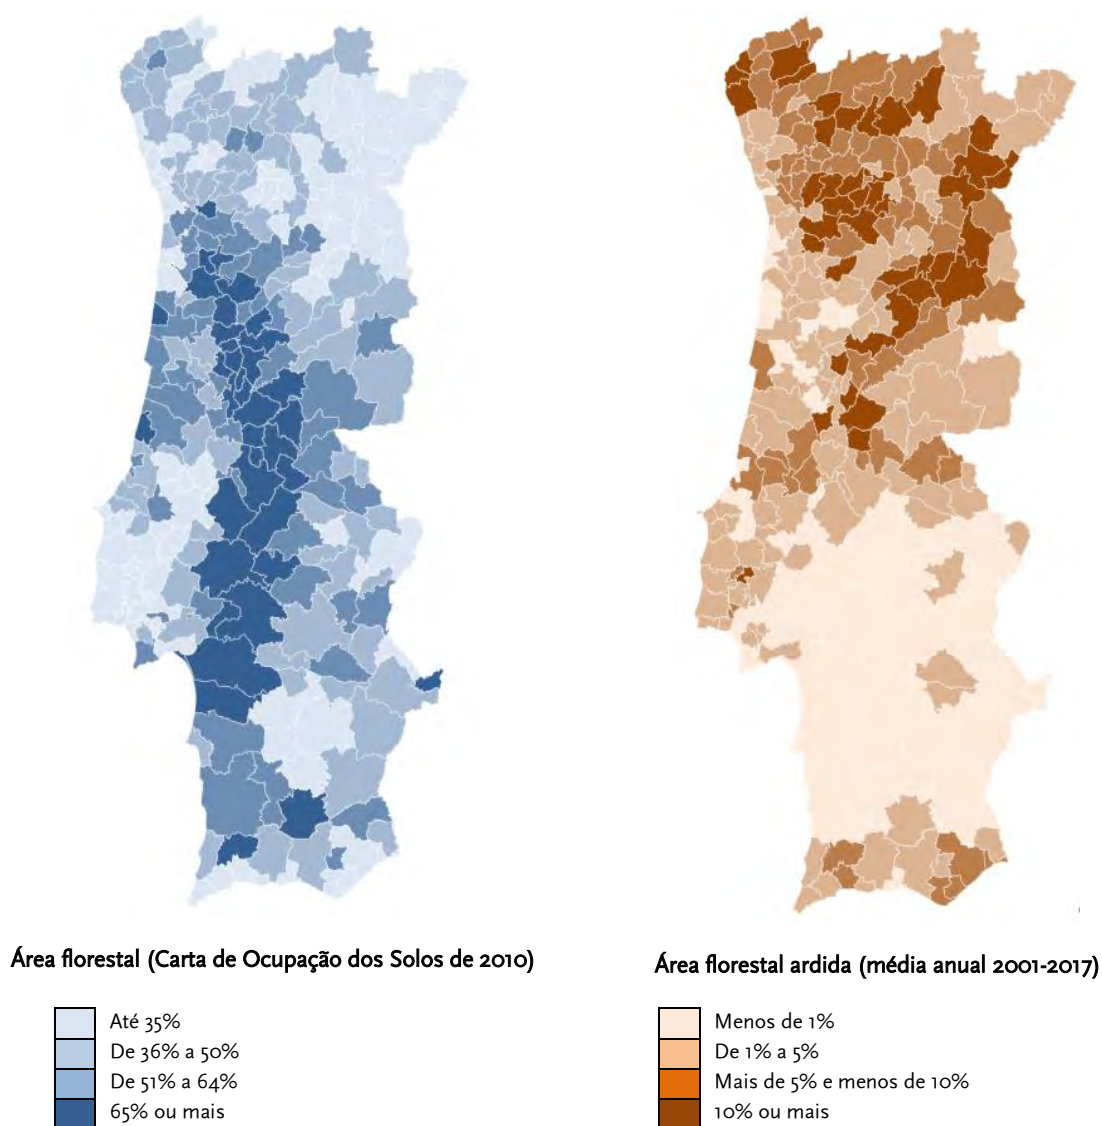 Área florestal (Carta de Ocupação dos Solos de 2010)
Até 35%
De 36% a 50%
De 51% a 64%
65% ou mais
Área florestal ardida (média anual 2001-2017)
Menos de 1%
De 1% a 5%
Mais de 5% e menos de 10%
10% ou mais